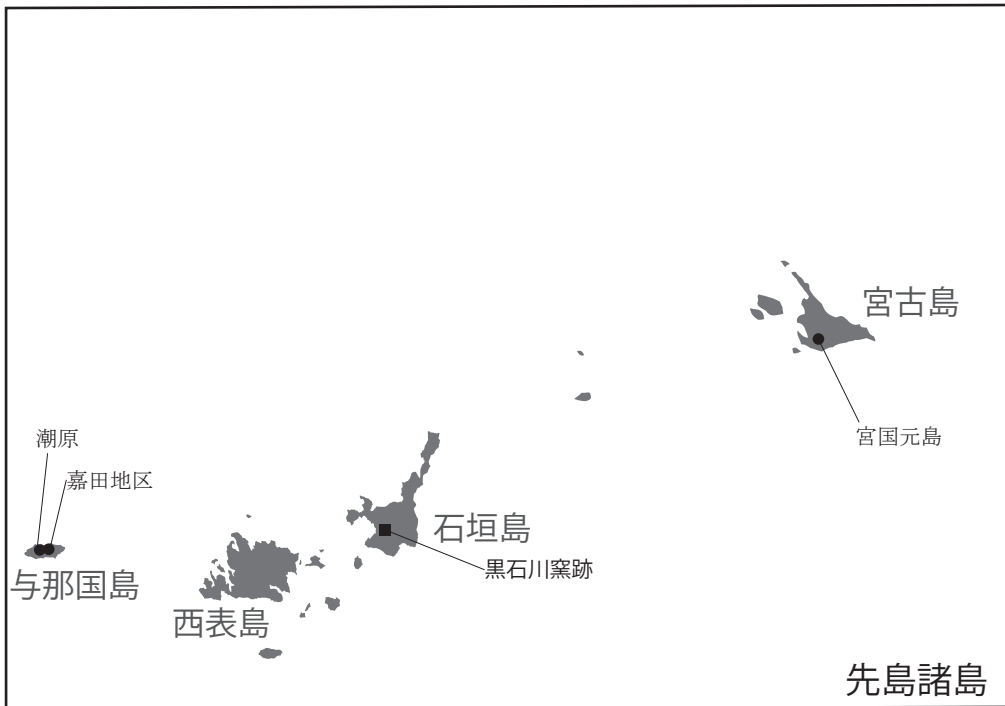 宮古島
宮国元島
潮原
嘉田地区
石垣島
黒石川窯跡
与那国島
西表島
先島諸島